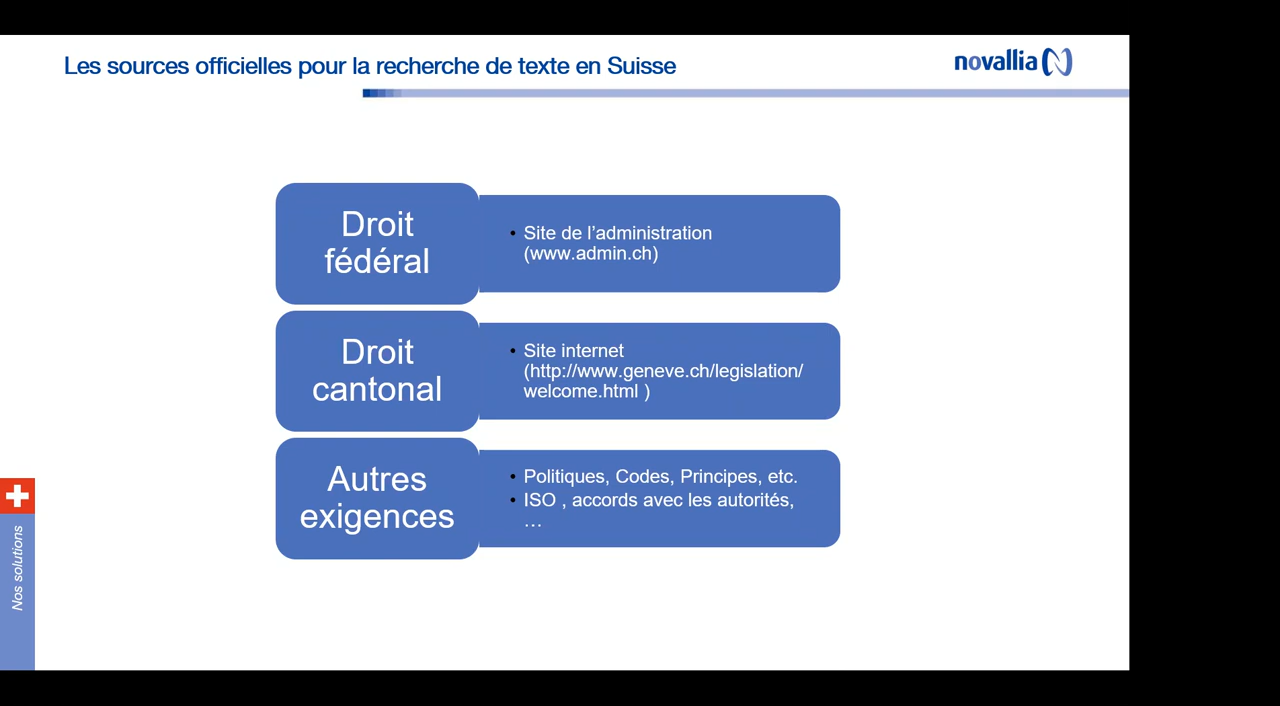 Les sources officielles pour la recherche de texte en Suisse
novallia
Droit
fédéral
• Site de l’administration
(www.admin.ch)
Droit
cantonal
• Site internet
(http://www.geneve.ch/legislation/
welcome.html )
Autres
exigences
• Politiques, Codes, Principes, etc.
• ISO , accords avec les autorités,
…
Nos solutions